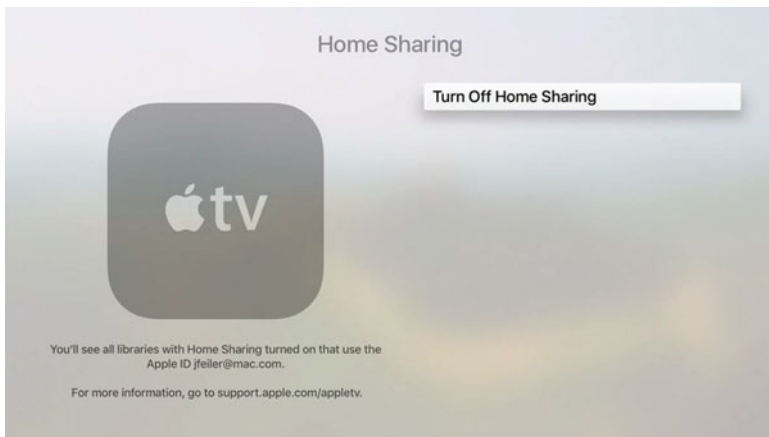 Home Sharing
Turn Off Home Sharing
tv
You'll see all libraries with Home Sharing turned on that use the
Apple ID jfeiler@mac.com.
For more information, go to support.apple.com/appletv.